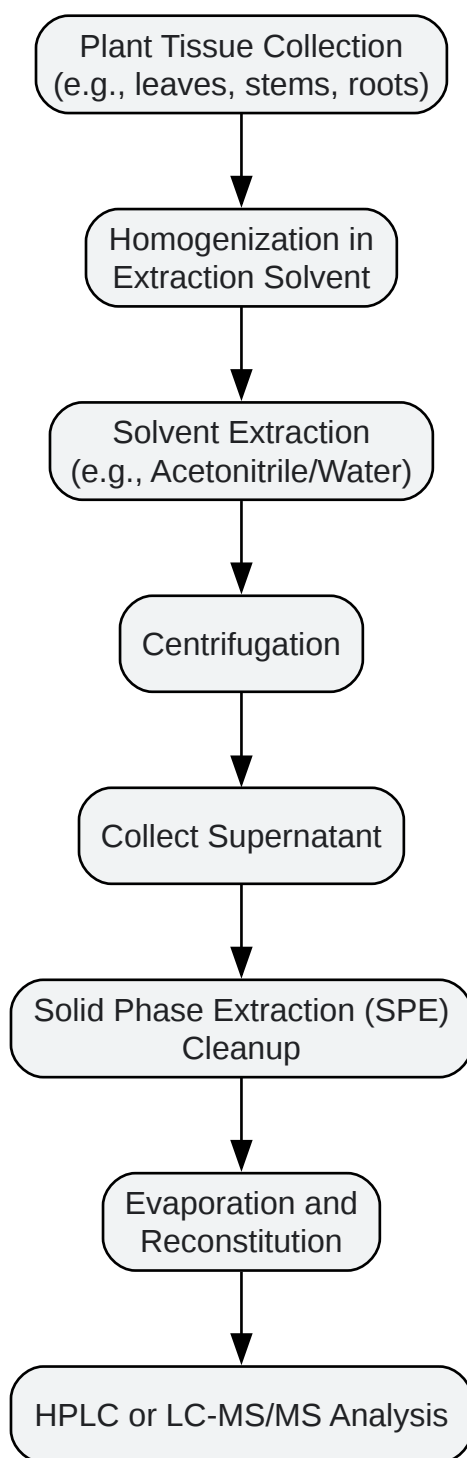 Plant Tissue Collection
(e.g., leaves, stems, roots)
Homogenization in
Extraction Solvent
Solvent Extraction
(e.g., Acetonitrile/Water)
Centrifugation
Collect Supernatant
Solid Phase Extraction (SPE)
Cleanup
Evaporation and
Reconstitution
HPLC or LC-MS/MS Analysis